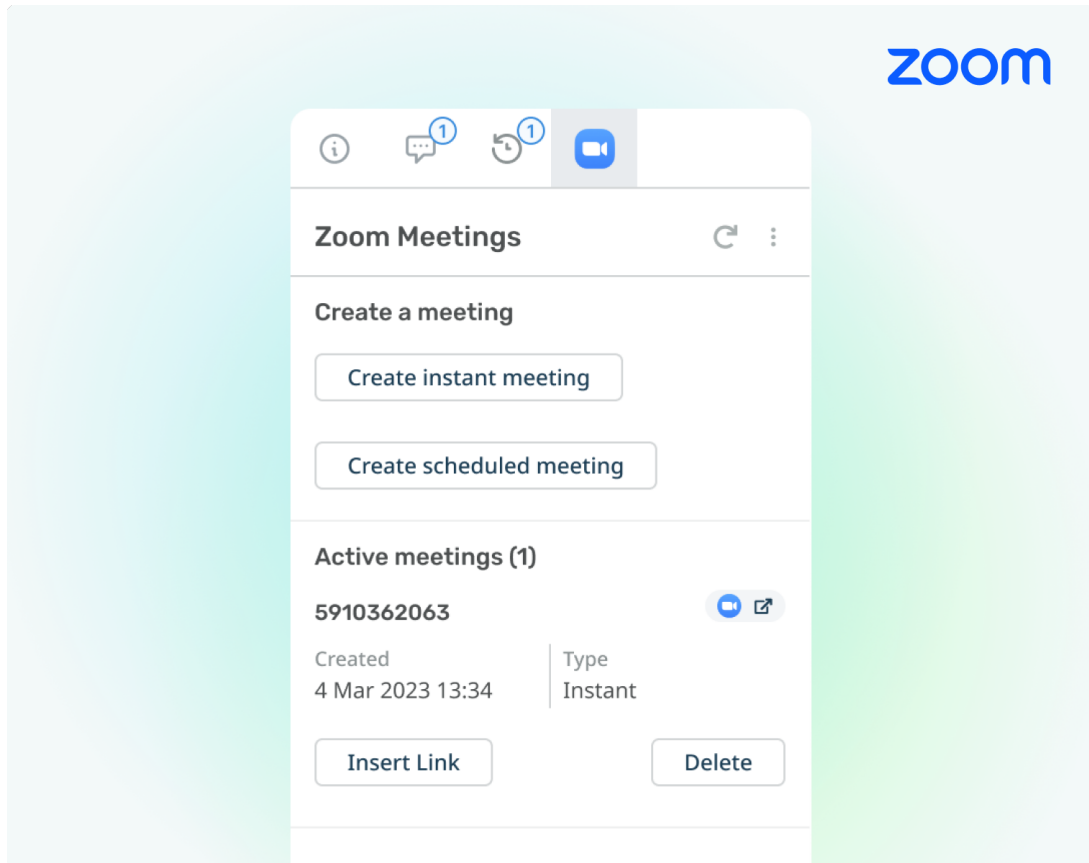 zoom
1 1
Zoom Meetings
Create a meeting
Create instant meeting
Create scheduled meeting
Active meetings (1)
5910362063
Created Type
4 Mar 2023 13:34 Instant
Insert Link Delete